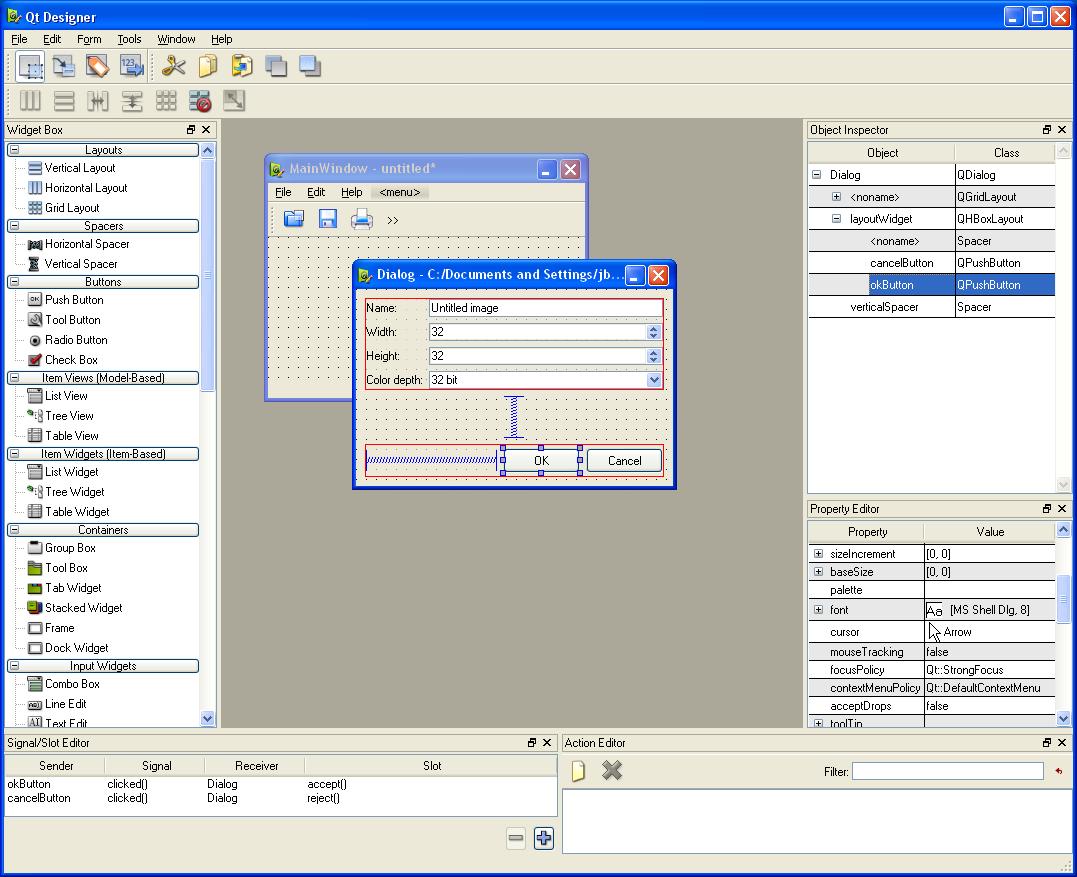 Qt Designer
File Edit Form Tools Window Help
123
Widget Box
Layouts
Vertical Layout
Horizontal Layout
Grid Layout
Spacers
Horizontal Spacer
Vertical Spacer
Buttons
OK Push Button
Tool Button
Radio Button
Check Box
Item Views (Model-Based)
List View
Tree View
Table View
Item Widgets (Item-Based)
List Widget
Tree Widget
Table Widget
Containers
Group Box
Tool Box
Tab Widget
Stacked Widget
Frame
Dock Widget
Input Widgets
Combo Box
Line Edit
AI Text Edit
MainWindow - untitled*
File Edit Help <menu>
>>
Dialog - C:/Documents and Settings/jb...
Name: Untitled image
Width: 32
Height: 32
Color depth: 32 bit
OK Cancel
Object Inspector
Object Class
Dialog QDialog
<noname> QGridLayout
layoutWidget QHBoxLayout
<noname> Spacer
cancelButton QPushButton
okButton QPushButton
verticalSpacer Spacer
Property Editor
Property Value
sizeIncrement [0, 0]
baseSize [0, 0]
palette
font Aa [MS Shell Dlg, 8]
cursor Arrow
mouseTracking false
focusPolicy Qt::StrongFocus
contextMenuPolicy Qt::DefaultContextMenu
acceptDrops false
toolTip
Signal/Slot Editor
Sender Signal Receiver Slot
okButton clicked() Dialog accept()
cancelButton clicked() Dialog reject()
Action Editor
Filter: